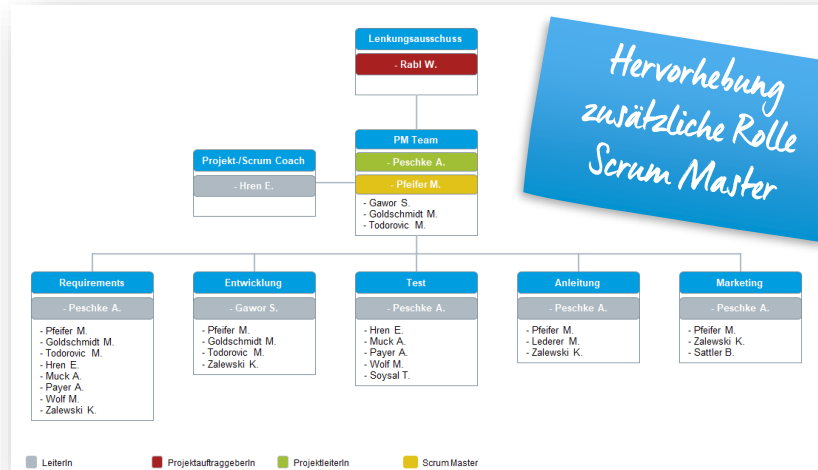 Hervorhebung
zusätzliche Rolle
Scrum Master
Lenkungsausschuss
- Rabl W.
Projekt-/Scrum Coach
- Hren E.
PM Team
- Peschke A.
- Pfeifer M.
- Gawor S.
- Goldschmidt M.
- Todorovic M.
Requirements
- Peschke A.
- Pfeifer M.
- Goldschmidt M.
- Todorovic M.
- Hren E.
- Muck A.
- Payer A.
- Wolf M.
- Zalewski K.
Entwicklung
- Gawor S.
- Pfeifer M.
- Goldschmidt M.
- Todorovic M.
- Zalewski K.
Test
- Peschke A.
- Hren E.
- Muck A.
- Payer A.
- Wolf M.
- Soysal T.
Anleitung
- Peschke A.
- Pfeifer M.
- Lederer M.
- Zalewski K.
Marketing
- Peschke A.
- Pfeifer M.
- Zalewski K.
- Sattler B.
LeiterIn
ProjektauftraggeberIn
ProjektleiterIn
Scrum Master